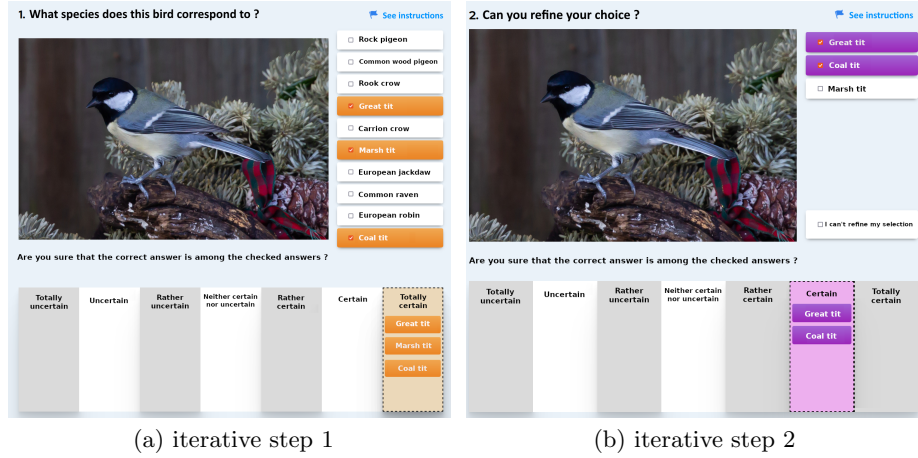 1. What species does this bird correspond to ?
See instructions
Rock pigeon
Common wood pigeon
Rook crow
Great tit
Carrion crow
Marsh tit
European jackdaw
Common raven
European robin
Coal tit
Are you sure that the correct answer is among the checked answers ?
Totally
uncertain
Uncertain
Rather
uncertain
Neither certain
nor uncertain
Rather
certain
Certain
Totally
certain
Great tit
Marsh tit
Coal tit
(a) iterative step 1
2. Can you refine your choice ?
See instructions
Great tit
Coal tit
Marsh tit
I can't refine my selection
Are you sure that the correct answer is among the checked answers ?
Totally
uncertain
Uncertain
Rather
uncertain
Neither certain
nor uncertain
Rather
certain
Certain
Great tit
Coal tit
Totally
certain
(b) iterative step 2